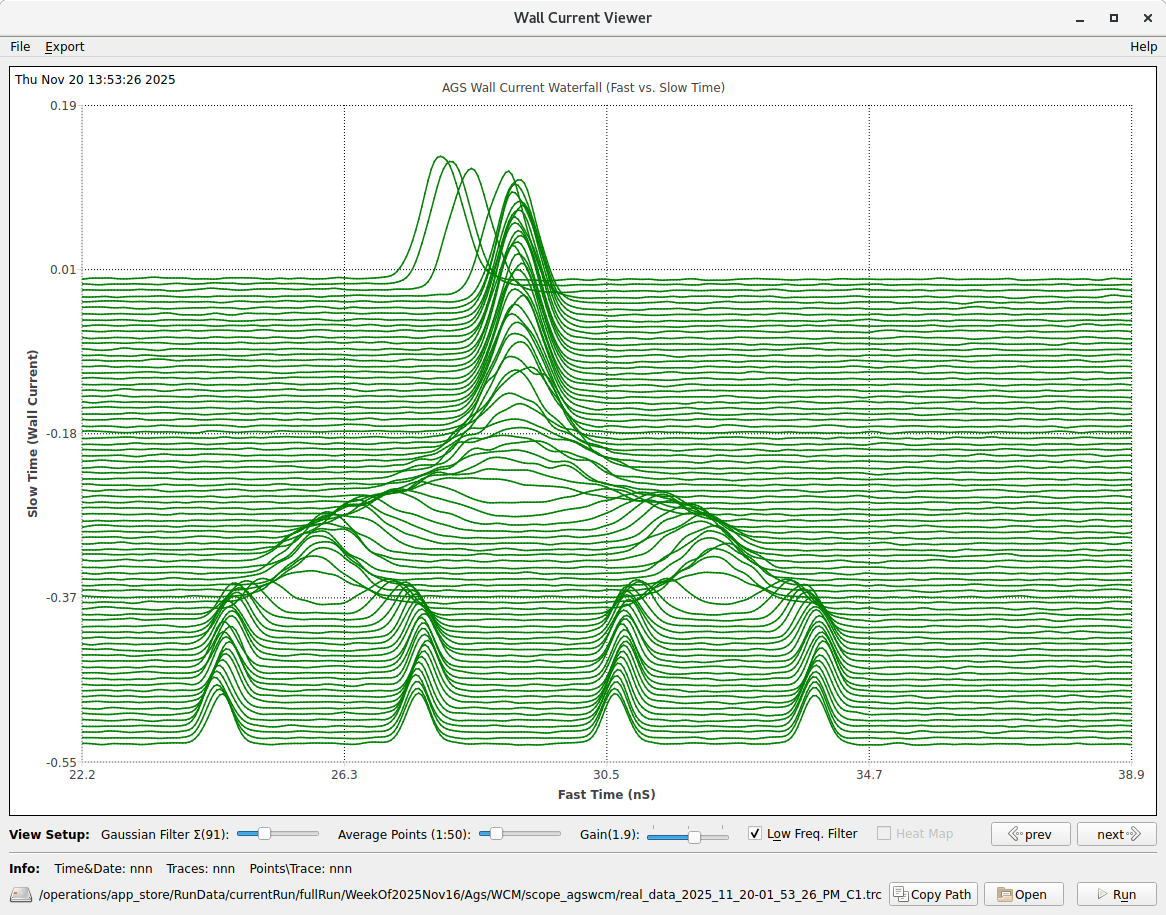 Wall Current Viewer
File Export Help
Thu Nov 20 13:53:26 2025
AGS Wall Current Waterfall (Fast vs. Slow Time)
0.19
0.01
-0.18
-0.37
-0.55
Slow Time (Wall Current)
22.2 26.3 30.5 34.7 38.9
Fast Time (nS)
View Setup: Gaussian Filter Σ(91): Average Points (1:50): Gain(1.9): Low Freq. Filter Heat Map prev next
Info: Time&Date: nnn Traces: nnn Points\Trace: nnn
/operations/app_store/RunData/currentRun/fullRun/WeekOf2025Nov16/Ags/WCM/scope_agswcm/real_data_2025_11_20-01_53_26_PM_C1.trc Copy Path Open Run